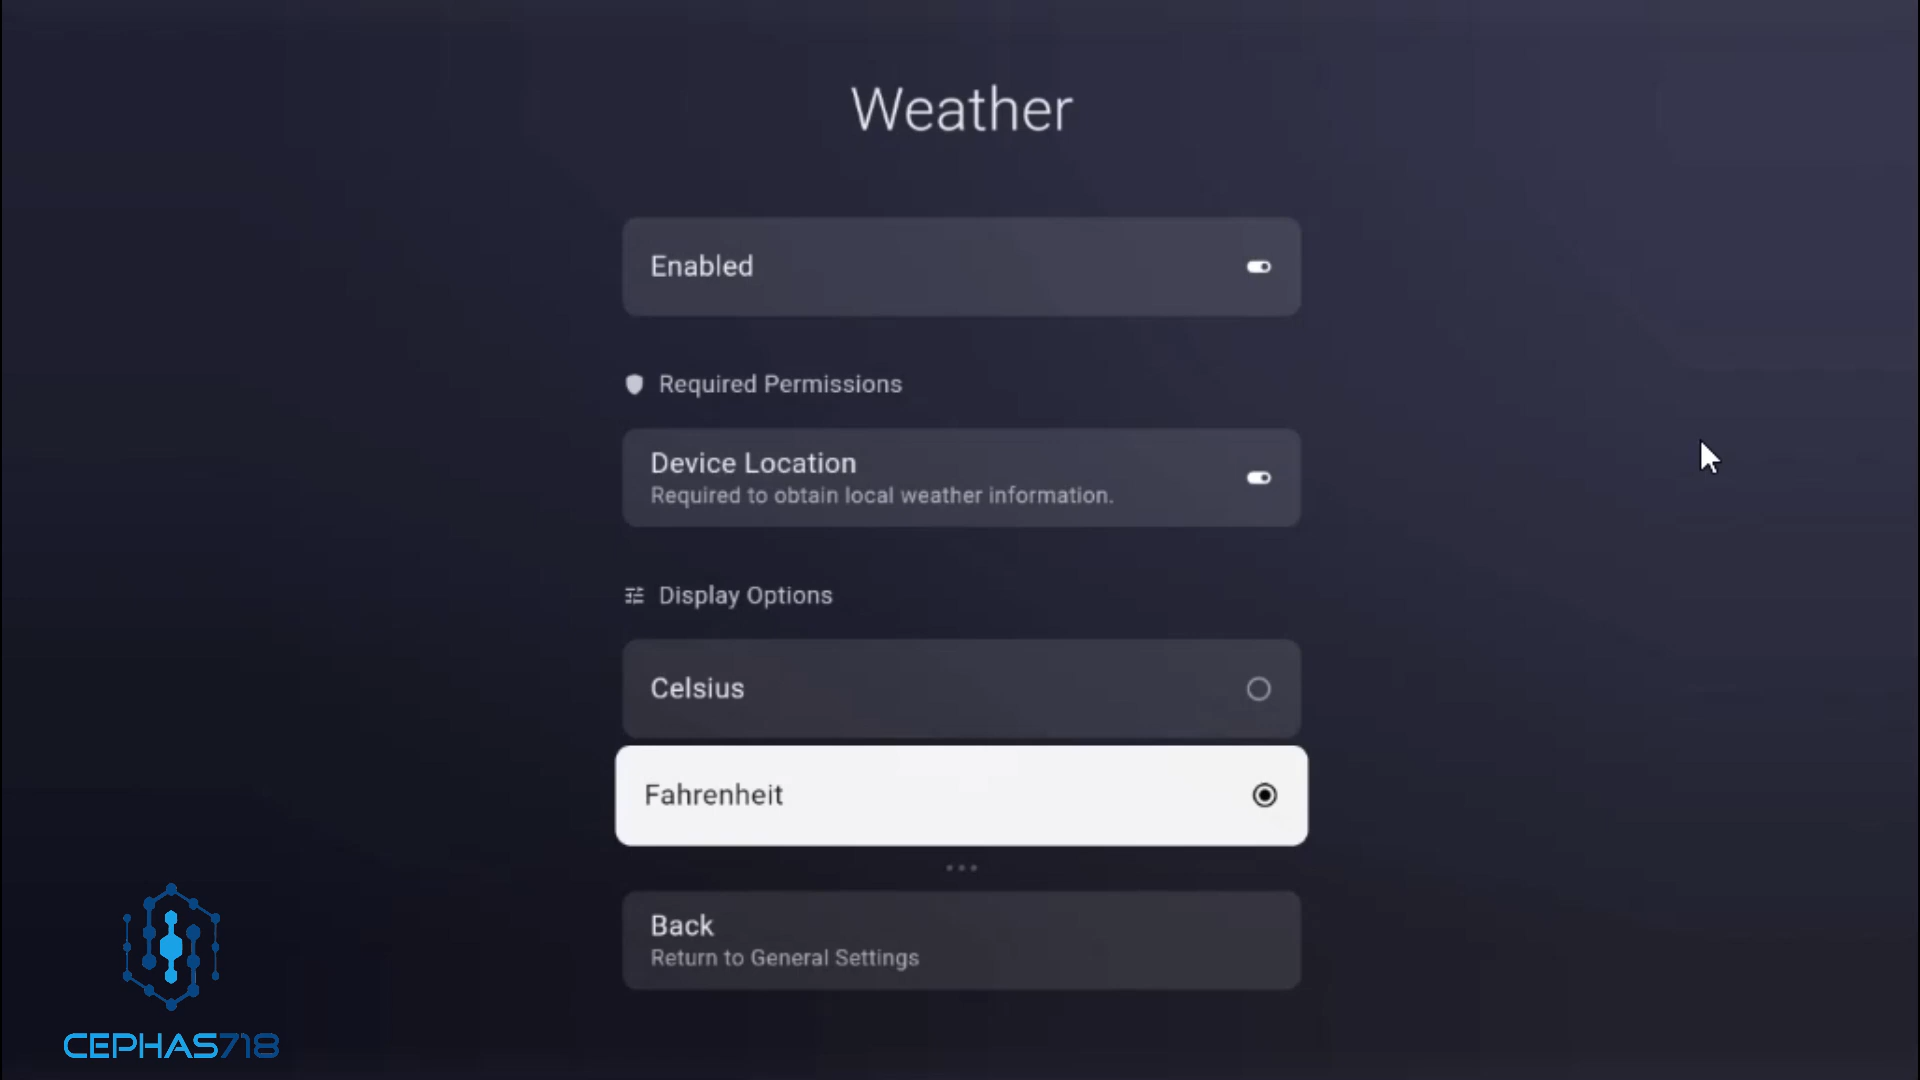 Weather
Enabled
Required Permissions
Device Location
Required to obtain local weather information.
Display Options
Celsius
Fahrenheit
Back
Return to General Settings
CEPHAS718